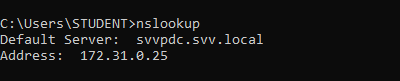 C:\Users\STUDENT>nslookup
Default Server:  svvpdc.svv.local
Address:  172.31.0.25